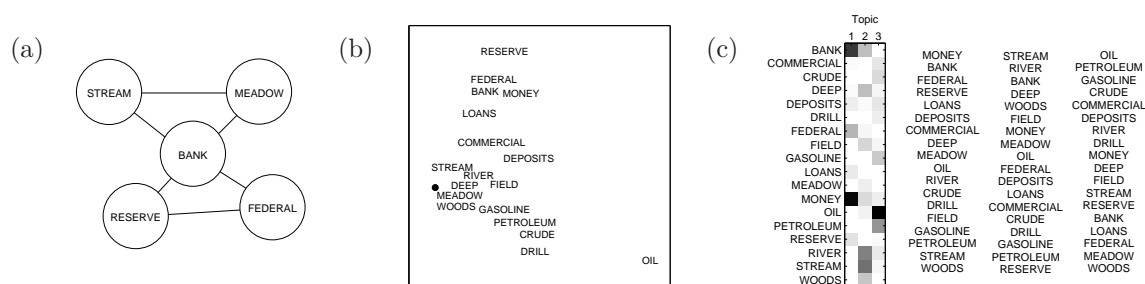 (a)
STREAM
MEADOW
BANK
RESERVE
FEDERAL
(b)
RESERVE
FEDERAL
BANK MONEY
LOANS
COMMERCIAL
DEPOSITS
STREAM
RIVER
DEEP FIELD
MEADOW
WOODS GASOLINE
PETROLEUM
CRUDE
DRILL
OIL
(c)
Topic
1 2 3
BANK
COMMERCIAL
CRUDE
DEEP
DEPOSITS
DRILL
FEDERAL
FIELD
GASOLINE
LOANS
MEADOW
MONEY
OIL
PETROLEUM
RESERVE
RIVER
STREAM
WOODS
MONEY
BANK
FEDERAL
RESERVE
LOANS
DEPOSITS
COMMERCIAL
DEEP
MEADOW
OIL
RIVER
CRUDE
DRILL
FIELD
GASOLINE
PETROLEUM
STREAM
WOODS
STREAM
RIVER
BANK
DEEP
WOODS
FIELD
MONEY
MEADOW
OIL
FEDERAL
DEPOSITS
LOANS
COMMERCIAL
CRUDE
DRILL
GASOLINE
PETROLEUM
RESERVE
OIL
PETROLEUM
GASOLINE
CRUDE
COMMERCIAL
DEPOSITS
RIVER
DRILL
MONEY
DEEP
FIELD
STREAM
RESERVE
BANK
LOANS
FEDERAL
MEADOW
WOODS